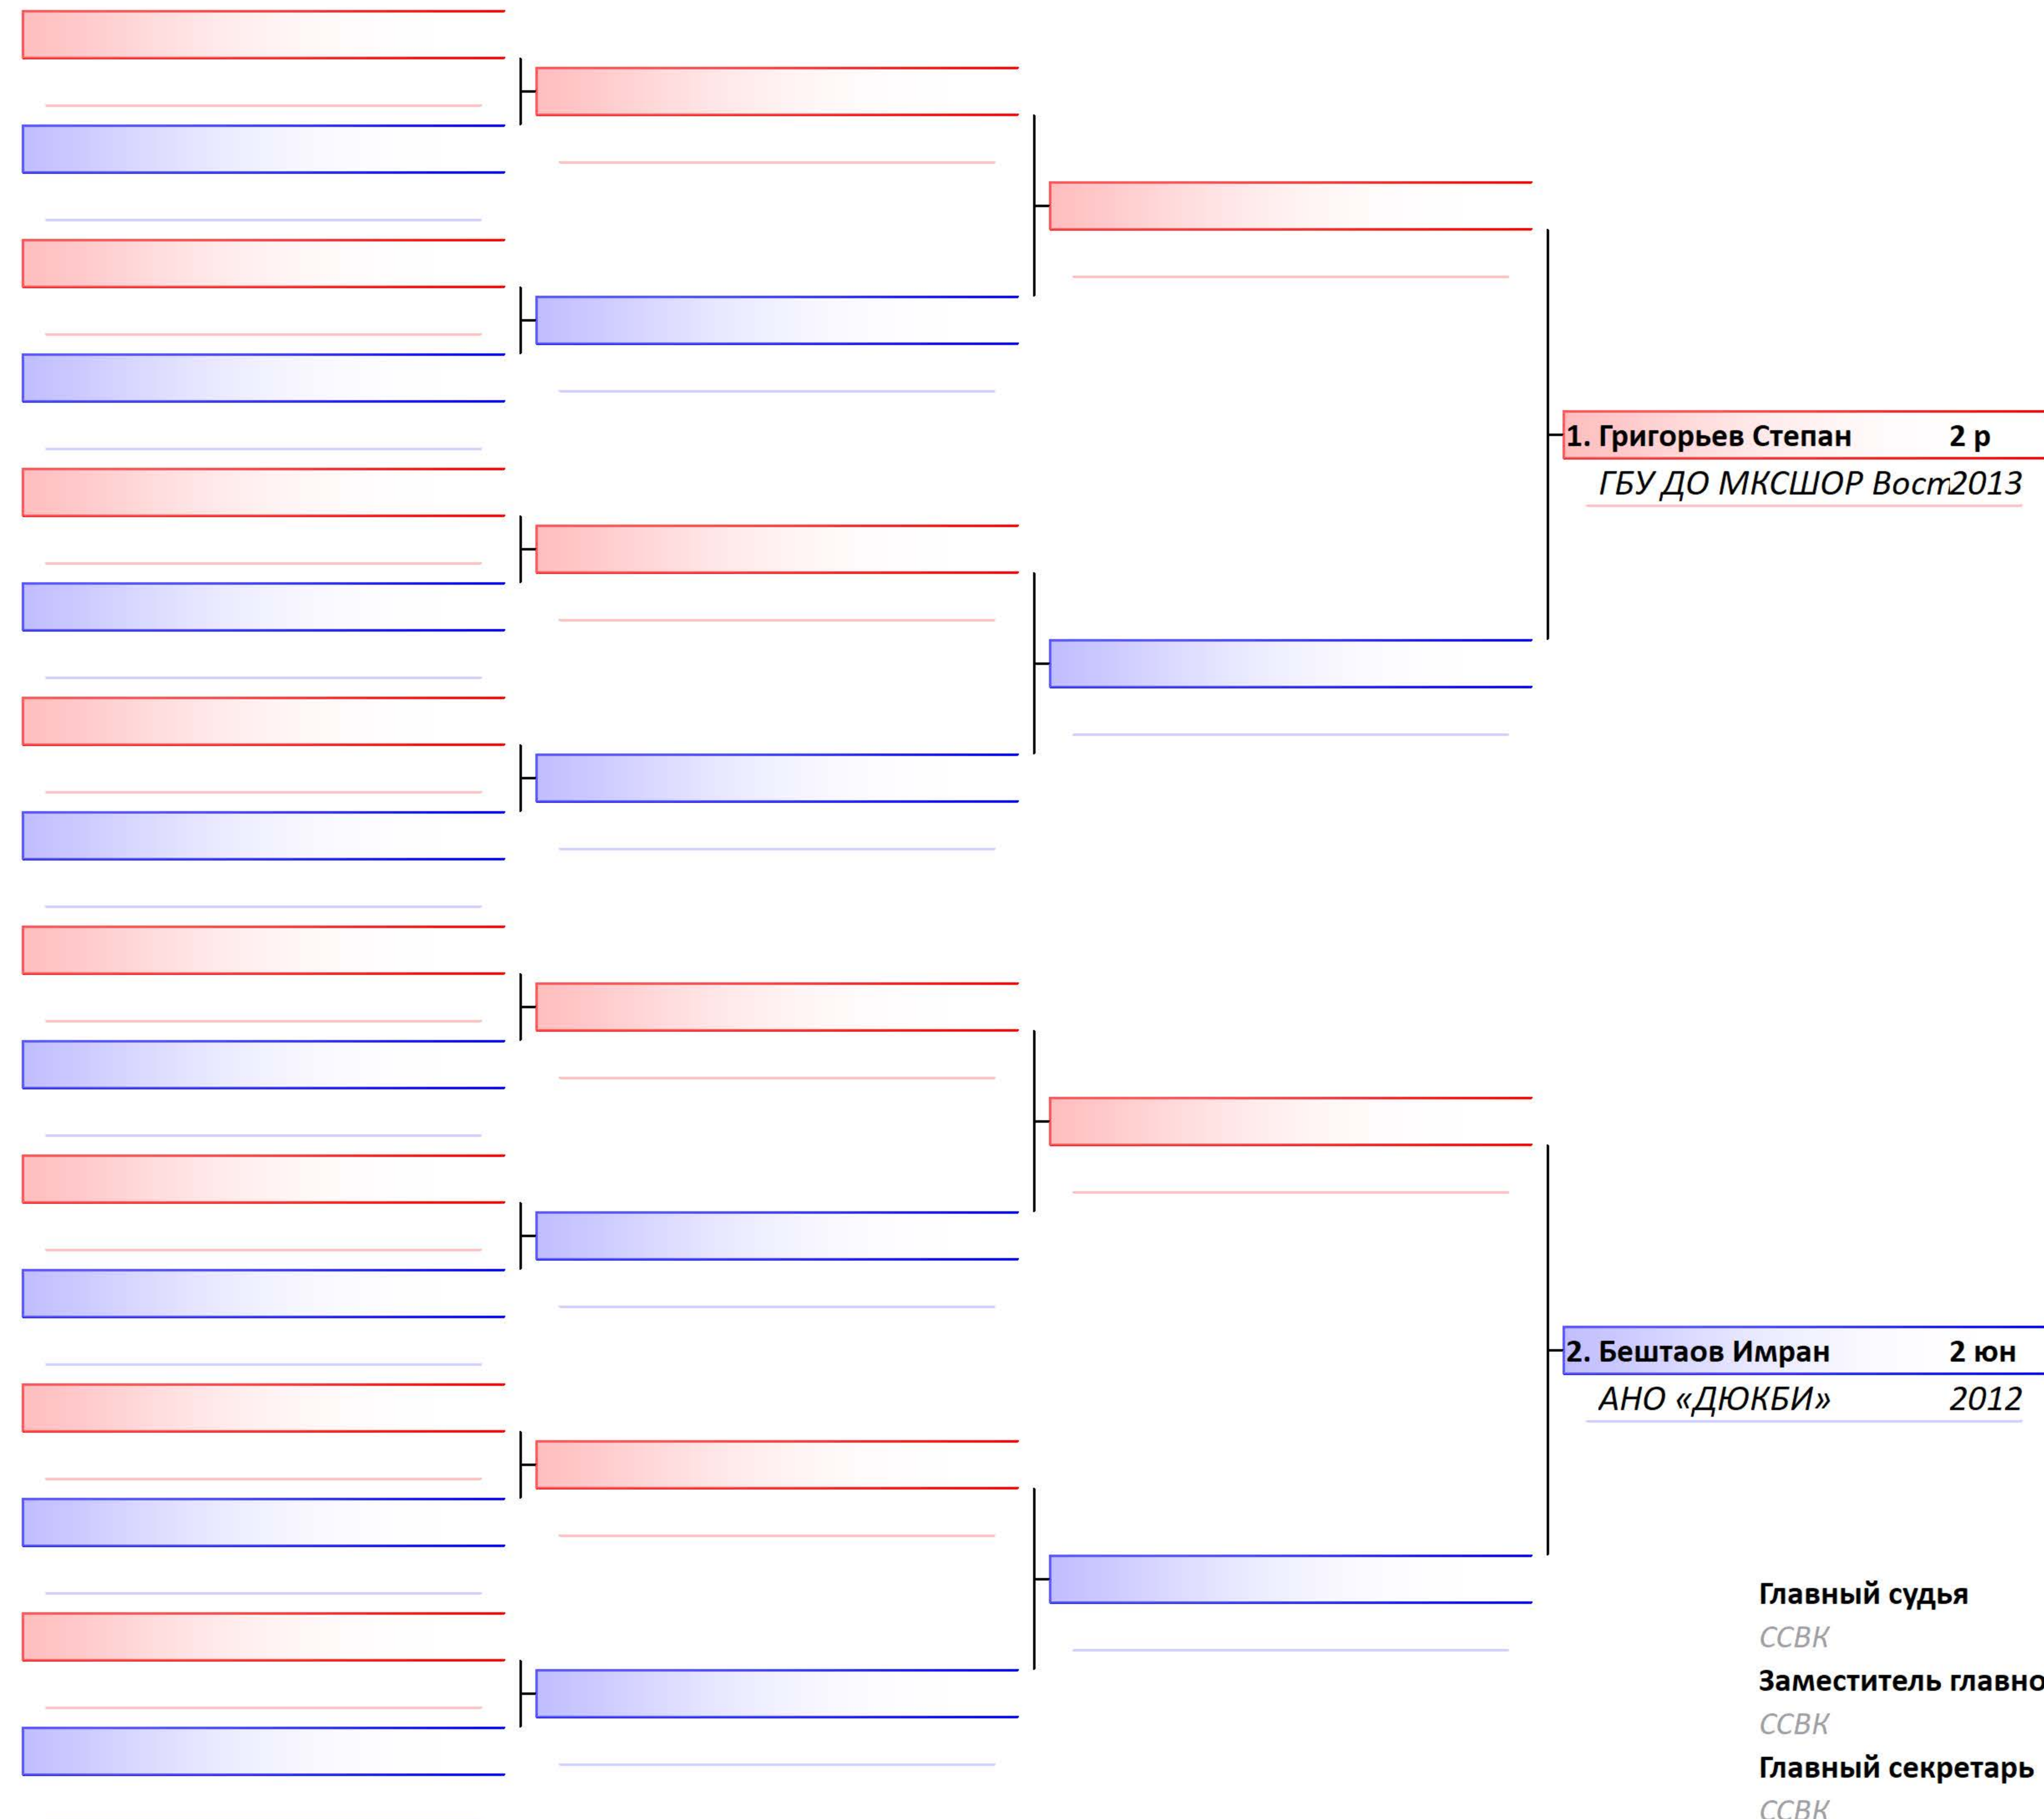 1. Григорьев Степан 2 р
ГБУ ДО МКСШОР Вост 2013
2. Бештаов Имран 2 юн
АНО «ДЮКБИ» 2012
Главный судья
ССВК
Заместитель главно
ССВК
Главный секретарь
ССВК